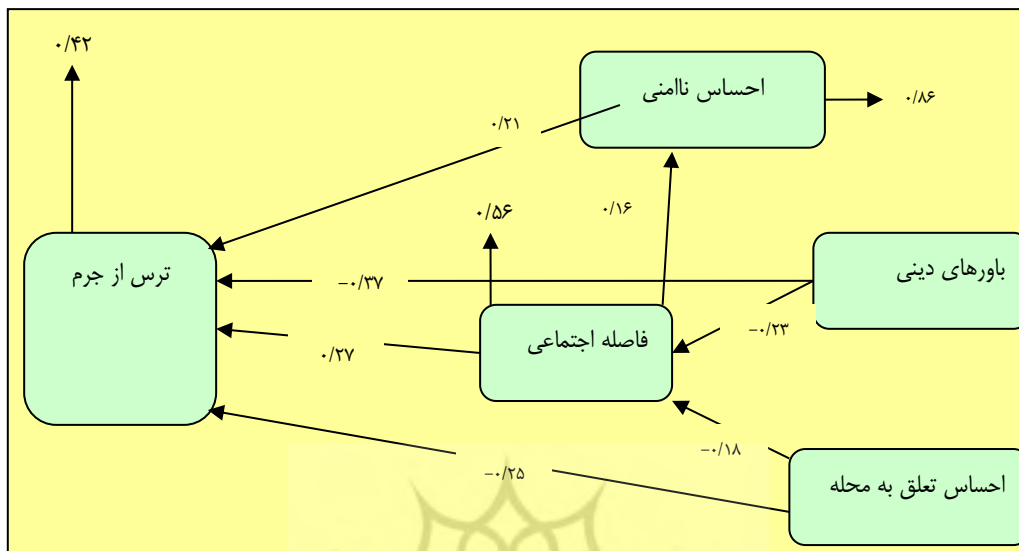 ۰/۴۲
احساس ناامنی
۰/۸۶
۰/۲۱
۰/۵۶
۰/۱۶
ترس از جرم
باورهای دینی
−۰/۳۷
−۰/۲۳
فاصله اجتماعی
۰/۲۷
−۰/۱۸
−۰/۲۵
احساس تعلق به محله